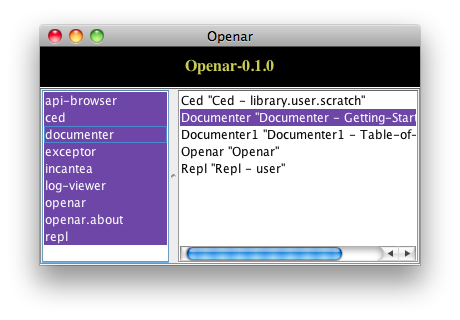 Openar
Openar-0.1.0
api-browser
ced
documenter
exceptor
incantea
log-viewer
openar
openar.about
repl
Ced "Ced - library.user.scratch"
Documenter "Documenter - Getting-Start
Documenter1 "Documenter1 - Table-of-
Openar "Openar"
Repl "Repl - user"